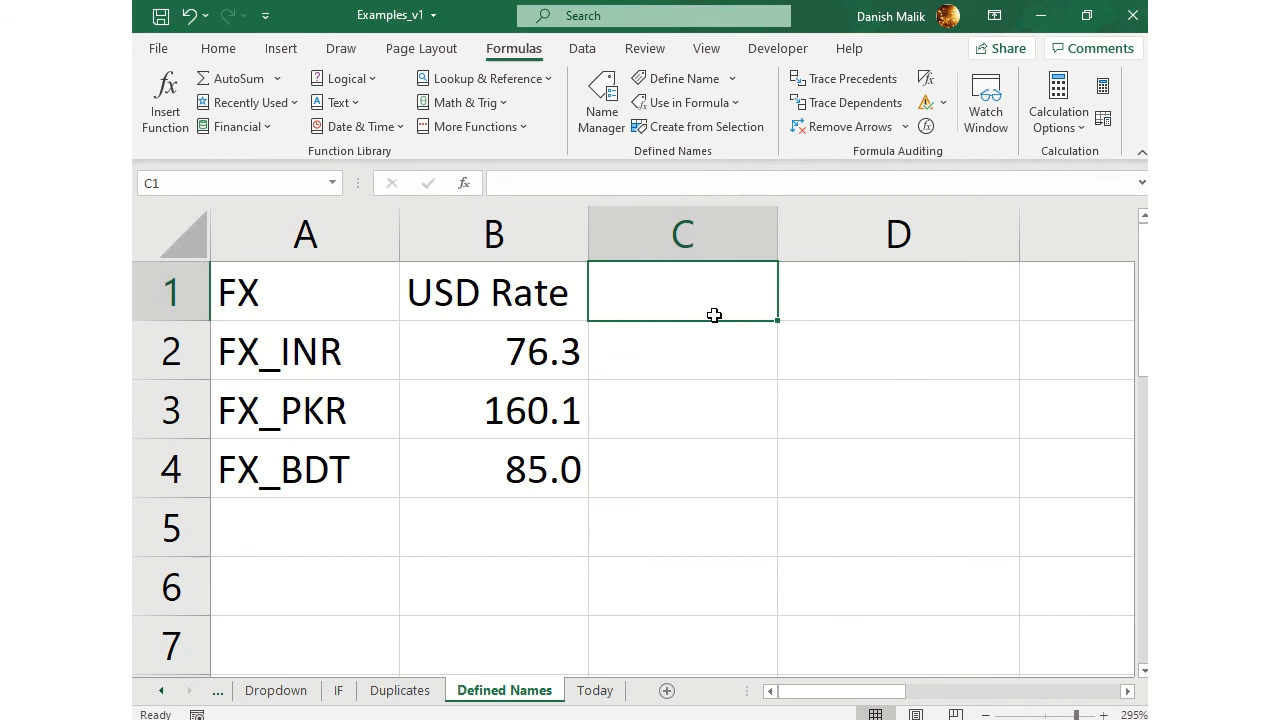 Examples_v1
Search
Danish Malik
File Home Insert Draw Page Layout Formulas Data Review View Developer Help Share Comments
fx
Insert
Function
AutoSum
Recently Used
Financial
Logical
Text
Date & Time
Lookup & Reference
Math & Trig
More Functions
Function Library
Name
Manager
Define Name
Use in Formula
Create from Selection
Defined Names
Trace Precedents
Trace Dependents
Remove Arrows
Formula Auditing
Watch
Window
Calculation
Options
Calculation
C1
fx
A B C D
1 FX USD Rate
2 FX_INR 76.3
3 FX_PKR 160.1
4 FX_BDT 85.0
5
6
7
... Dropdown IF Duplicates Defined Names Today
Ready 295%